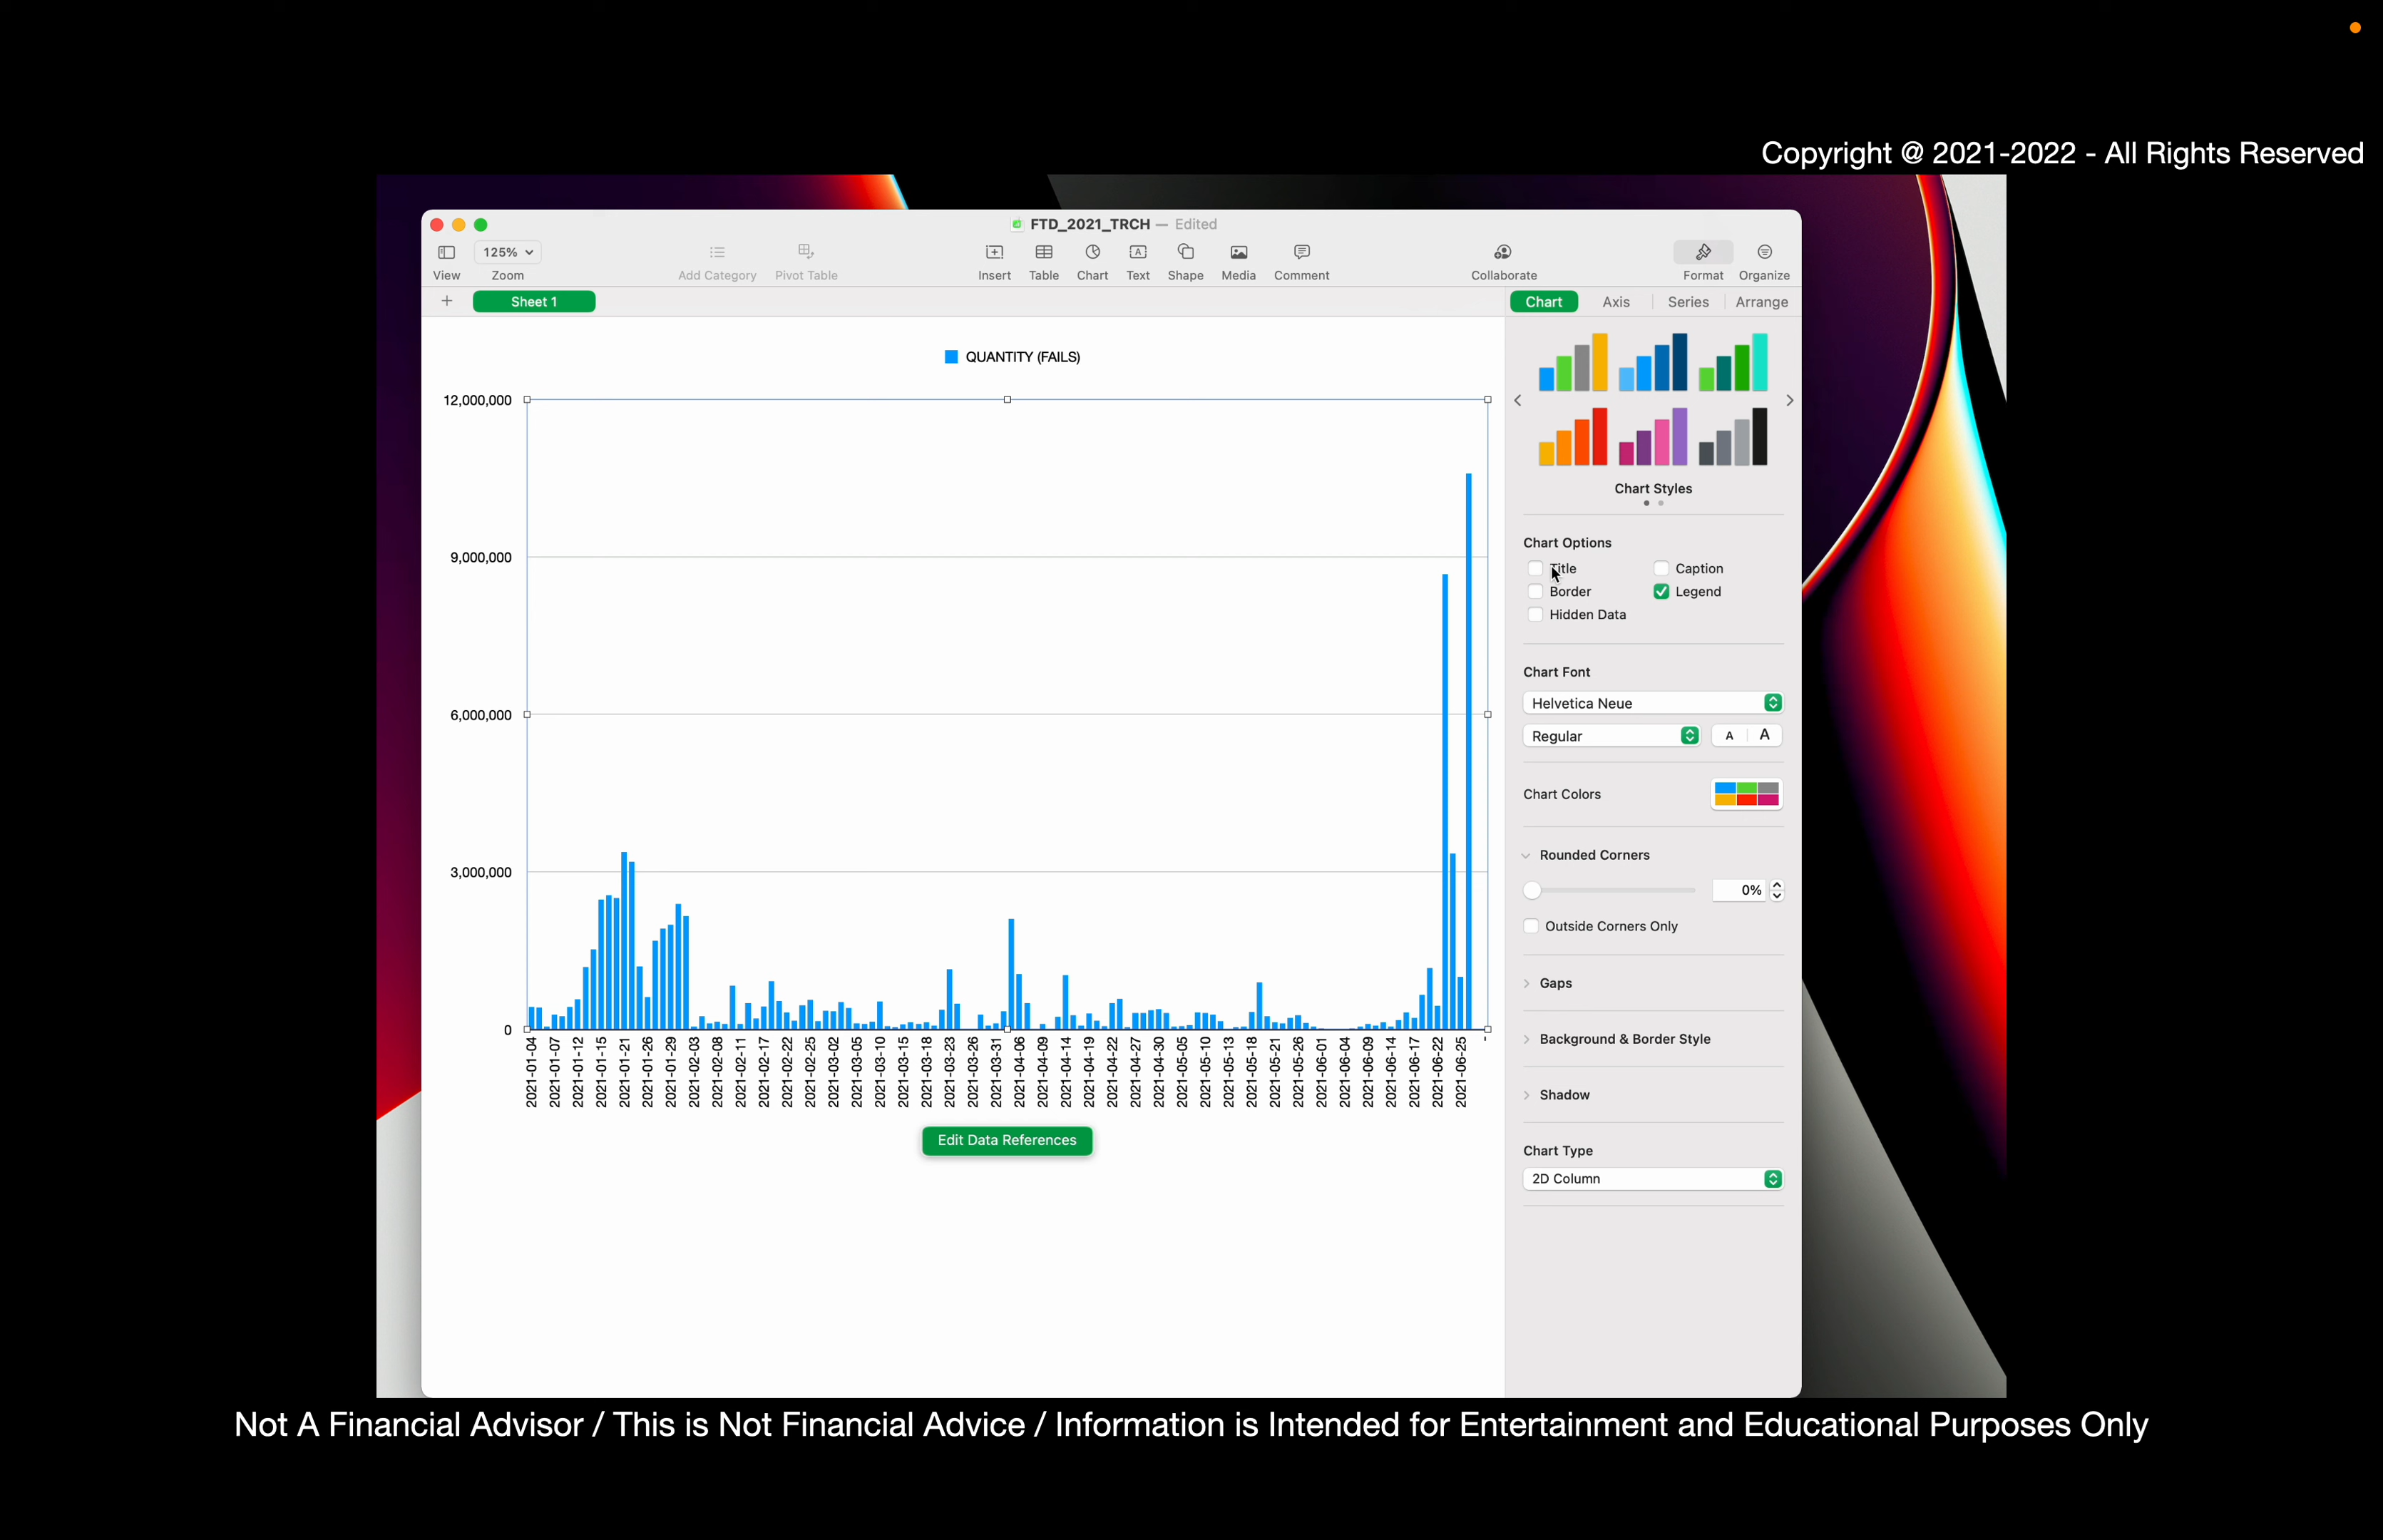 Copyright @ 2021-2022 - All Rights Reserved
FTD_2021_TRCH — Edited
125%
View
Zoom
Add Category
Pivot Table
Insert
Table
Chart
Text
Shape
Media
Comment
Collaborate
Format
Organize
+ Sheet 1
Chart
Axis
Series
Arrange
QUANTITY (FAILS)
12,000,000
9,000,000
6,000,000
3,000,000
0
2021-01-04
2021-01-07
2021-01-12
2021-01-15
2021-01-21
2021-01-26
2021-01-29
2021-02-03
2021-02-08
2021-02-11
2021-02-17
2021-02-22
2021-02-25
2021-03-02
2021-03-05
2021-03-10
2021-03-15
2021-03-18
2021-03-23
2021-03-26
2021-03-31
2021-04-06
2021-04-09
2021-04-14
2021-04-19
2021-04-22
2021-04-27
2021-04-30
2021-05-05
2021-05-10
2021-05-13
2021-05-18
2021-05-21
2021-05-26
2021-06-01
2021-06-04
2021-06-09
2021-06-14
2021-06-17
2021-06-22
2021-06-25
-
Edit Data References
Chart Styles
Chart Options
Title
Caption
Border
Legend
Hidden Data
Chart Font
Helvetica Neue
Regular
A A
Chart Colors
Rounded Corners
0%
Outside Corners Only
Gaps
Background & Border Style
Shadow
Chart Type
2D Column
Not A Financial Advisor / This is Not Financial Advice / Information is Intended for Entertainment and Educational Purposes Only